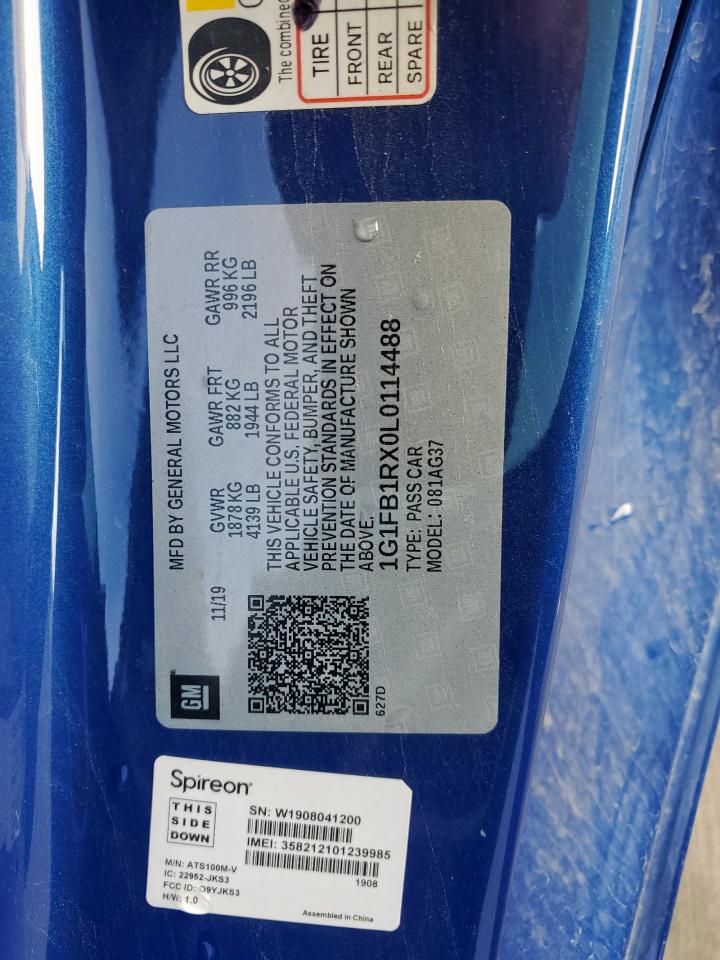 The combined
TIRE
FRONT
REAR
SPARE
MFD BY GENERAL MOTORS LLC
11/19
GVWR
1878 KG
4139 LB
GAWR FRT
882 KG
1944 LB
GAWR RR
996 KG
2196 LB
THIS VEHICLE CONFORMS TO ALL
APPLICABLE U.S. FEDERAL MOTOR
VEHICLE SAFETY, BUMPER, AND THEFT
PREVENTION STANDARDS IN EFFECT ON
THE DATE OF MANUFACTURE SHOWN
ABOVE.
1G1FB1RX0L0114488
TYPE: PASS CAR
MODEL: 081AG37
GM
627D
Spireon
THIS
SIDE
DOWN
SN: W1908041200
IMEI: 358212101239985
1908
M/N: ATS100M-V
IC: 22952-JKS3
FCC ID: O9YJKS3
H/W: 1.0
Assembled in China